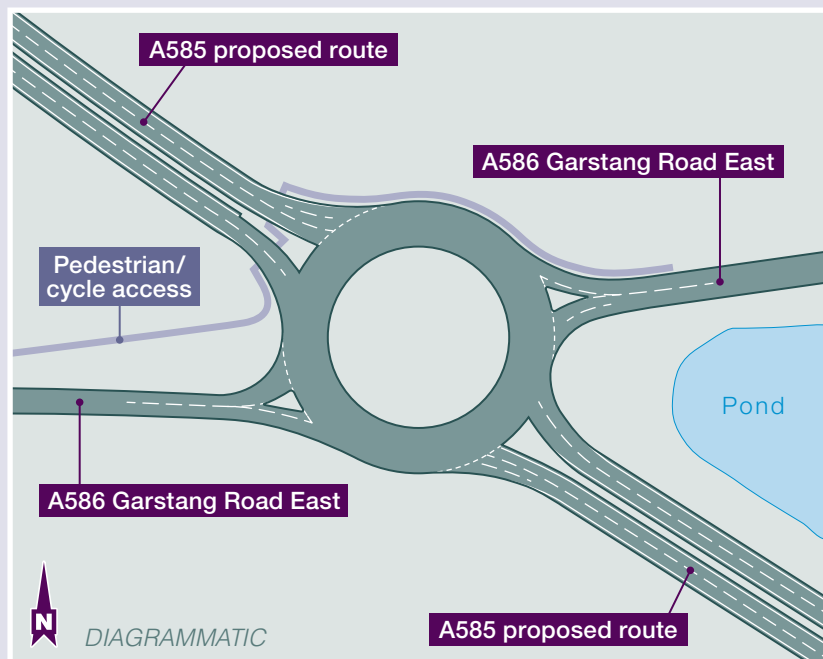 A585 proposed route
A586 Garstang Road East
Pedestrian/
cycle access
Pond
A586 Garstang Road East
A585 proposed route
N
DIAGRAMMATIC